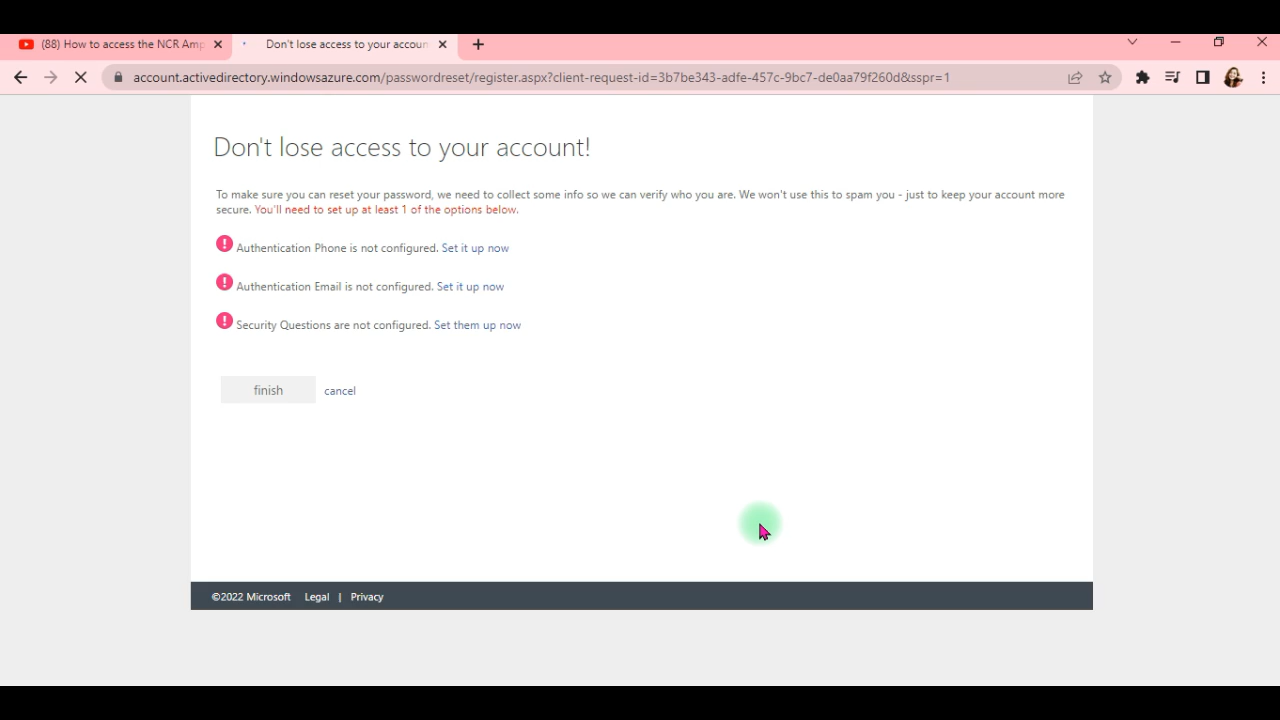 (88) How to access the NCR Amp
Don't lose access to your accoun
account.activedirectory.windowsazure.com/passwordreset/register.aspx?client-request-id=3b7be343-adfe-457c-9bc7-de0aa79f260d&sspr=1
Don't lose access to your account!
To make sure you can reset your password, we need to collect some info so we can verify who you are. We won't use this to spam you - just to keep your account more
secure. You'll need to set up at least 1 of the options below.
Authentication Phone is not configured. Set it up now
Authentication Email is not configured. Set it up now
Security Questions are not configured. Set them up now
finish cancel
©2022 Microsoft Legal | Privacy